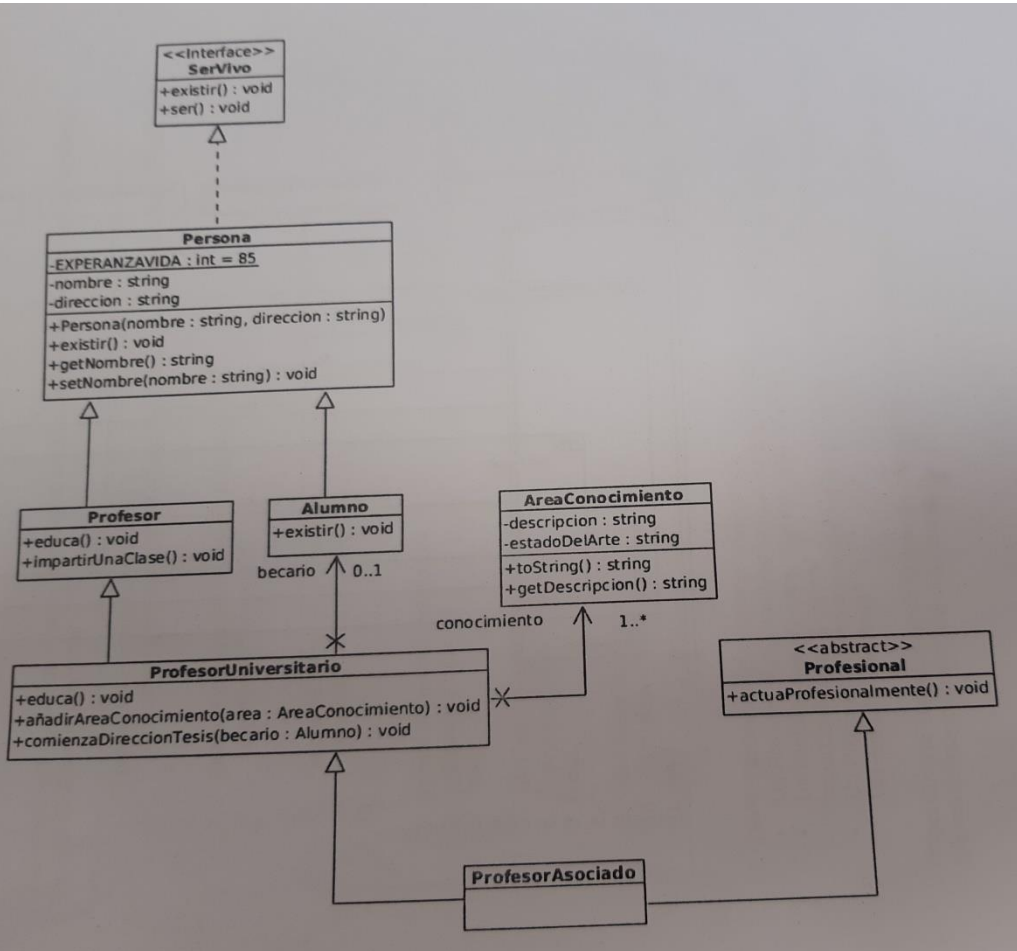 <<Interface>>
SerVivo
+existir() : void
+ser() : void
Persona
-EXPERANZAVIDA : int = 85
-nombre : string
-direccion : string
+Persona(nombre : string, direccion : string)
+existir() : void
+getNombre() : string
+setNombre(nombre : string) : void
Profesor
+educa() : void
+impartirUnaClase() : void
Alumno
+existir() : void
becario 0..1
AreaConocimiento
-descripcion : string
-estadoDelArte : string
+toString() : string
+getDescripcion() : string
conocimiento 1..*
ProfesorUniversitario
+educa() : void
+añadirAreaConocimiento(area : AreaConocimiento) : void
+comienzaDireccionTesis(becario : Alumno) : void
<<abstract>>
Profesional
+actuaProfesionalmente() : void
ProfesorAsociado